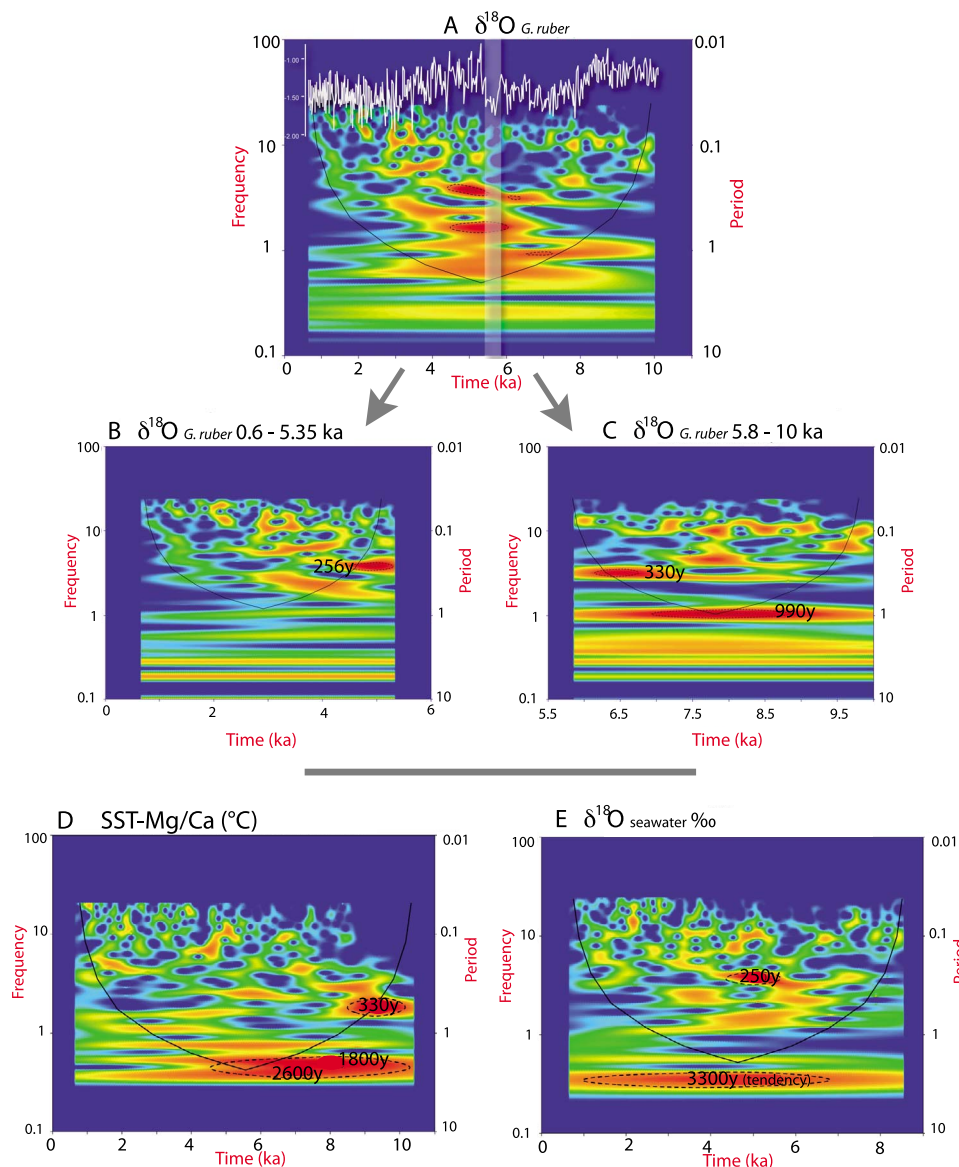 A δ18O G. ruber
100
0.01
-1.00
-1.50
-2.00
10
0.1
Frequency
Period
1
1
0.1
10
0 2 4 6 8 10
Time (ka)
B δ18O G. ruber 0.6 - 5.35 ka
100
0.01
10
0.1
256y
Frequency
Period
1
1
0.1
10
0 2 4 6
Time (ka)
C δ18O G. ruber 5.8 - 10 ka
100
0.01
10
0.1
330y
Frequency
Period
1
1
990y
0.1
10
5.5 6.5 7.5 8.5 9.5
Time (ka)
D SST-Mg/Ca (°C)
100
0.01
10
0.1
Frequency
Period
330y
1
1
1800y
2600y
0.1
10
0 2 4 6 8 10
Time (ka)
E δ18O seawater ‰
100
0.01
10
0.1
250y
Frequency
Period
1
1
3300y (tendency)
0.1
10
0 2 4 6 8
Time (ka)